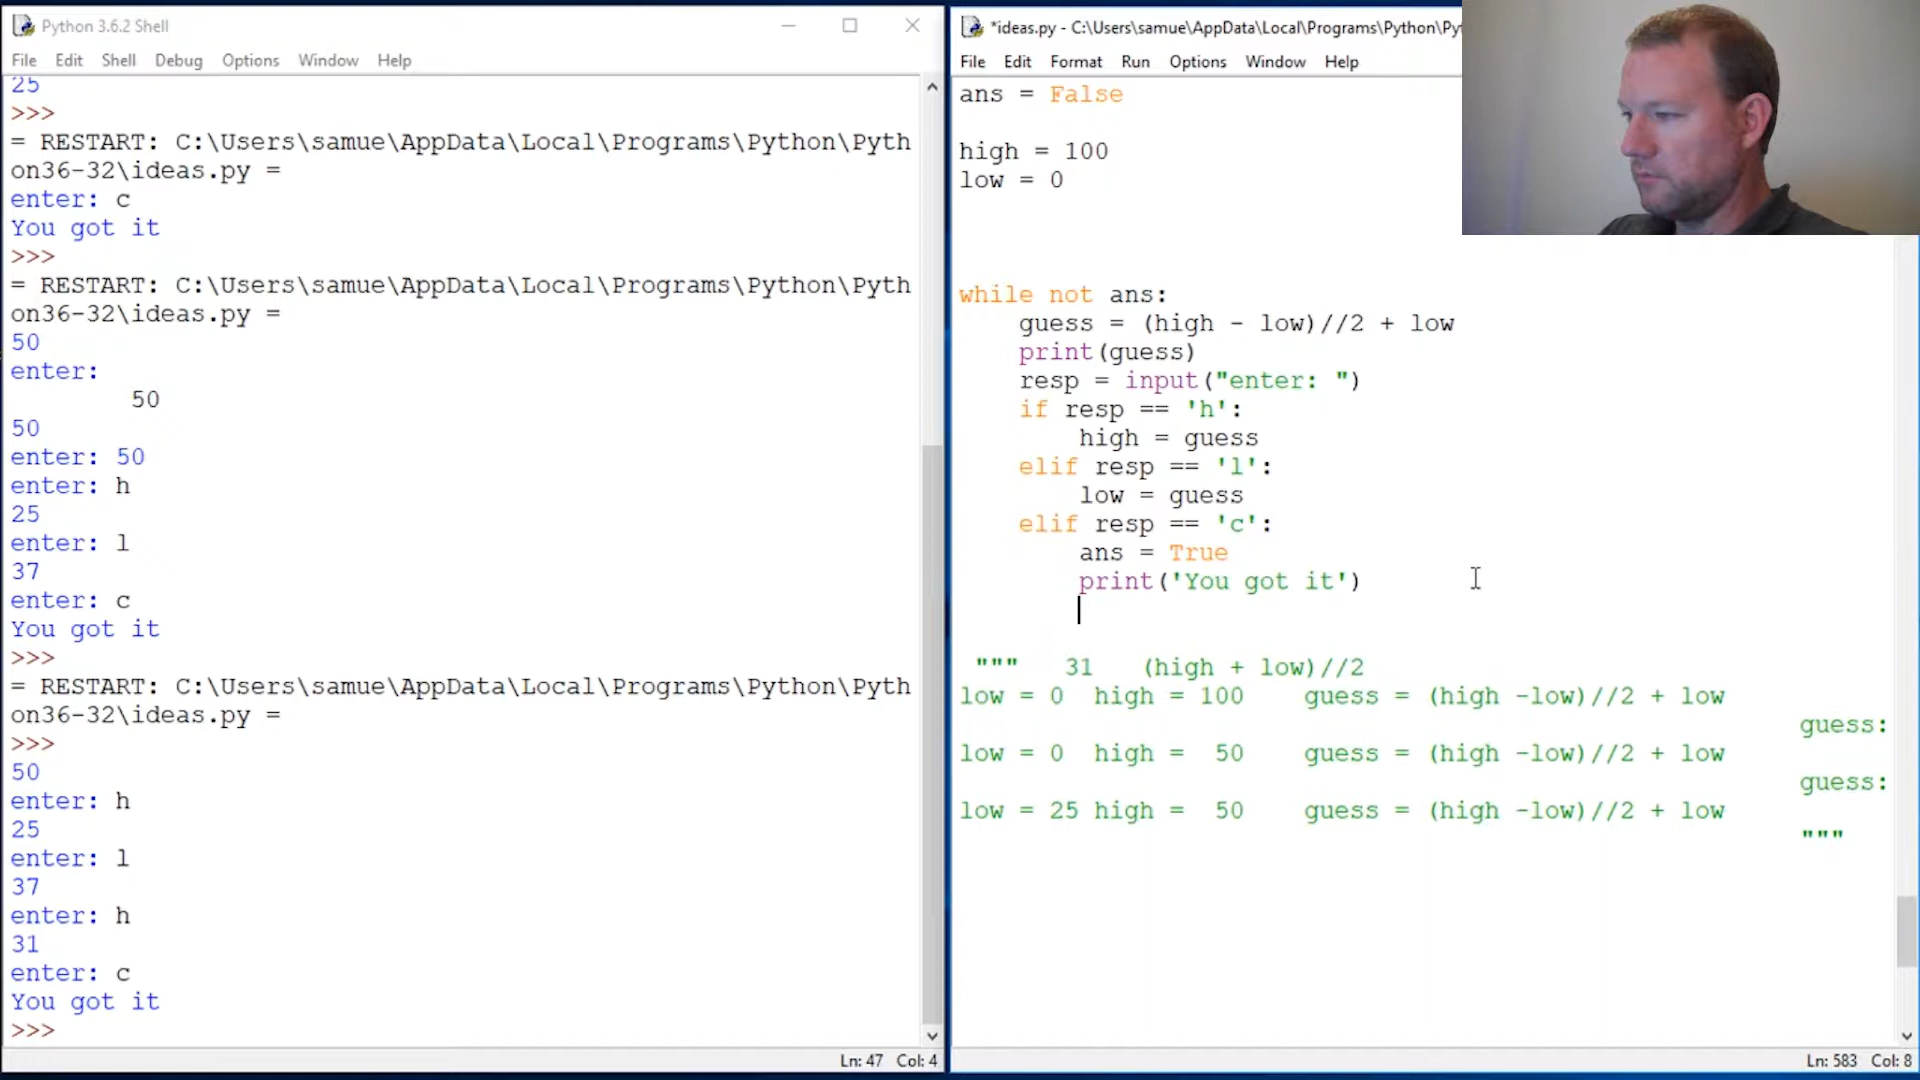 Python 3.6.2 Shell
File Edit Shell Debug Options Window Help
25
>>>
= RESTART: C:\Users\samue\AppData\Local\Programs\Python\Pyth
on36-32\ideas.py =
enter: c
You got it
>>>
= RESTART: C:\Users\samue\AppData\Local\Programs\Python\Pyth
on36-32\ideas.py =
50
enter:
50
50
enter: 50
enter: h
25
enter: l
37
enter: c
You got it
>>>
= RESTART: C:\Users\samue\AppData\Local\Programs\Python\Pyth
on36-32\ideas.py =
>>>
50
enter: h
25
enter: l
37
enter: h
31
enter: c
You got it
>>>
Ln: 47 Col: 4
*ideas.py - C:\Users\samue\AppData\Local\Programs\Python\Py
File Edit Format Run Options Window Help
ans = False
high = 100
low = 0
while not ans:
guess = (high - low)//2 + low
print(guess)
resp = input("enter: ")
if resp == 'h':
high = guess
elif resp == 'l':
low = guess
elif resp == 'c':
ans = True
print('You got it')
""" 31 (high + low)//2
low = 0 high = 100 guess = (high -low)//2 + low
guess:
low = 0 high = 50 guess = (high -low)//2 + low
guess:
low = 25 high = 50 guess = (high -low)//2 + low
"""
Ln: 583 Col: 8